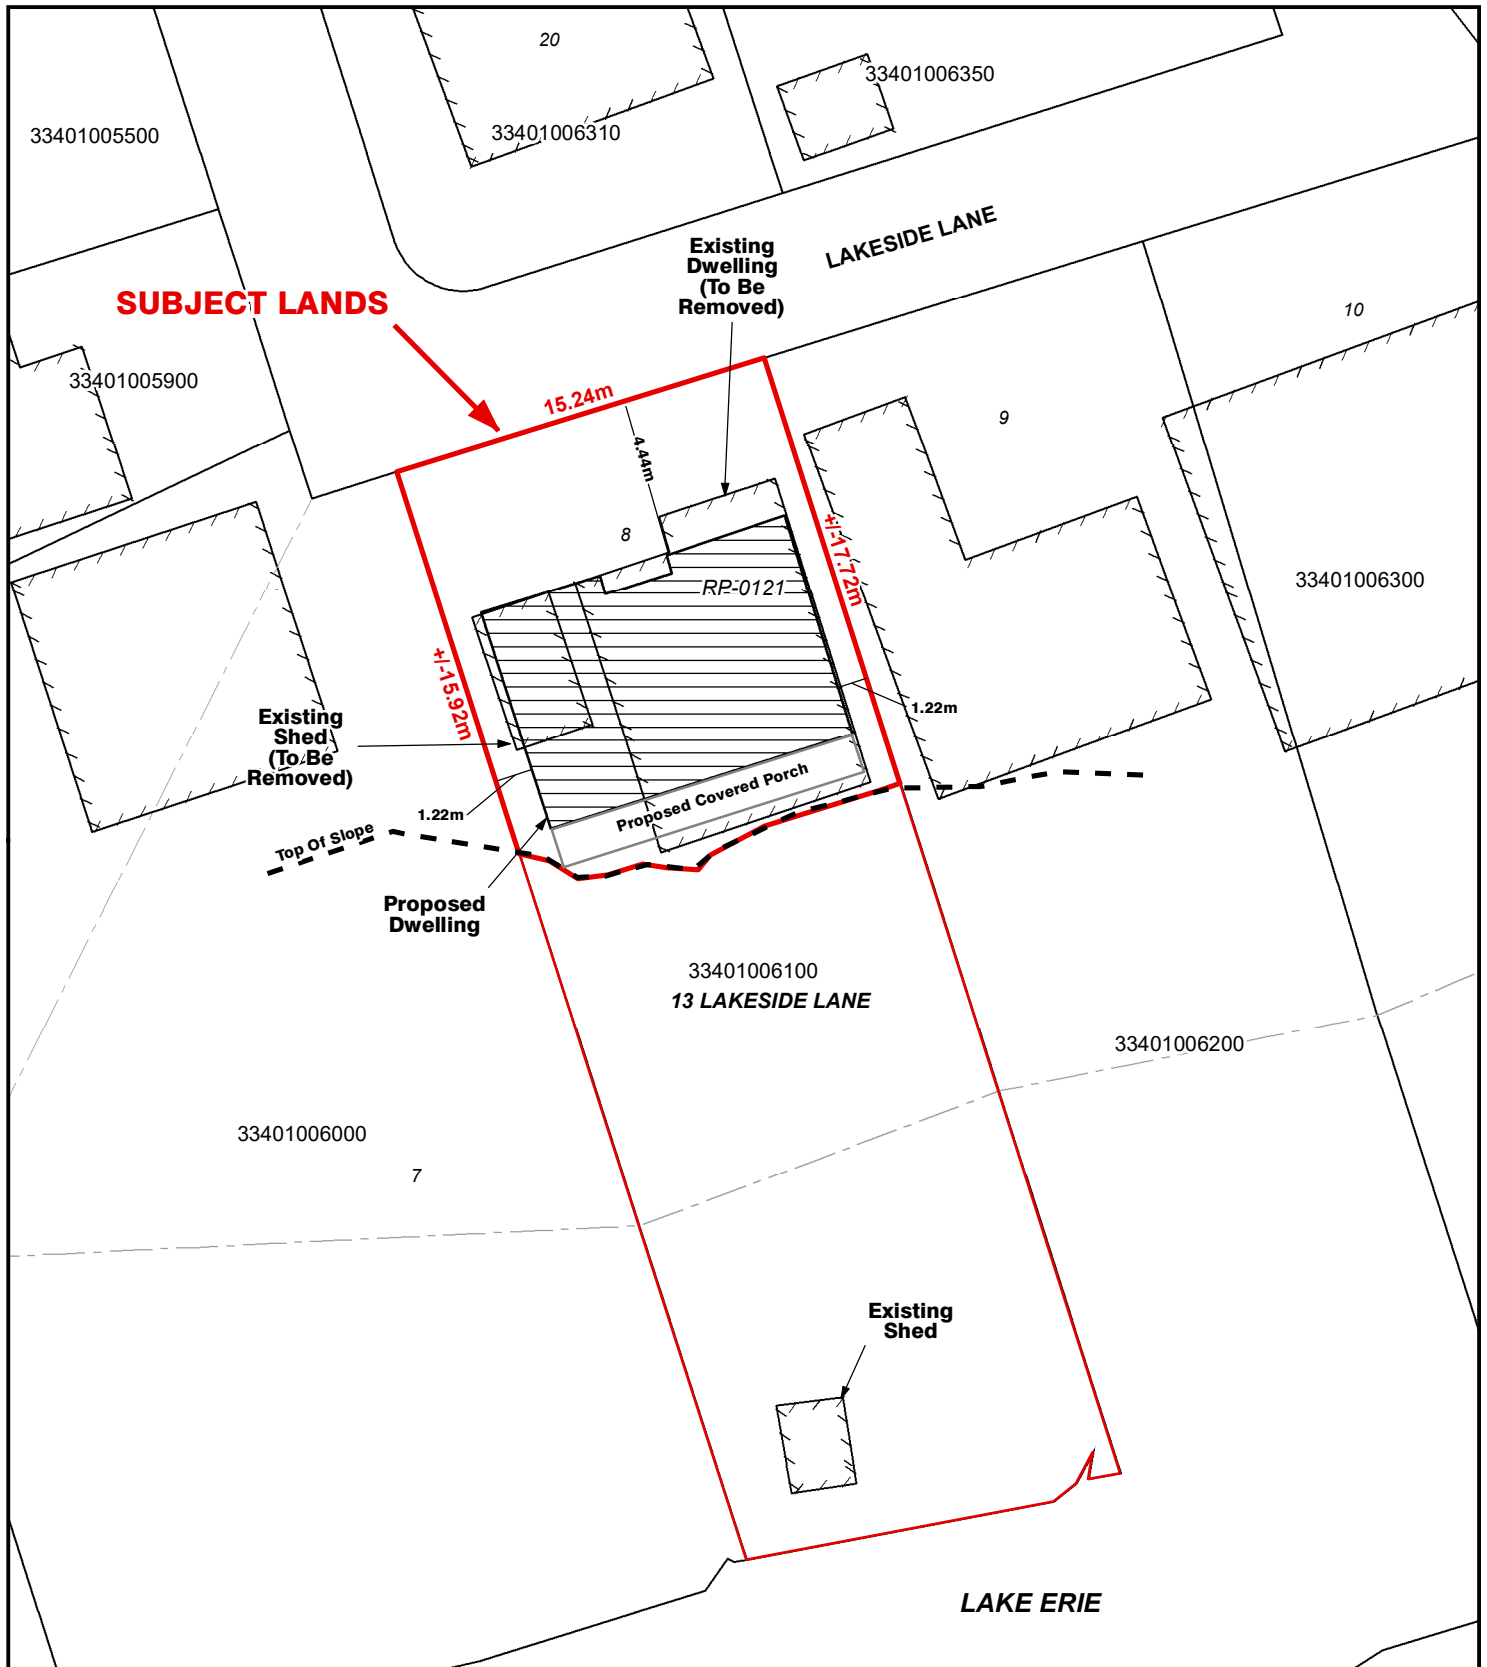 20
33401006350
33401005500
33401006310
LAKESIDE LANE
Existing
Dwelling
(To Be
Removed)
SUBJECT LANDS
10
33401005900
15.24m
9
4.44m
8
+/-17.72m
33401006300
RP-0121
+/-15.92m
1.22m
Existing
Shed
(To Be
Removed)
Proposed Covered Porch
1.22m
Top Of Slope
Proposed
Dwelling
33401006100
13 LAKESIDE LANE
33401006200
33401006000
7
Existing
Shed
LAKE ERIE